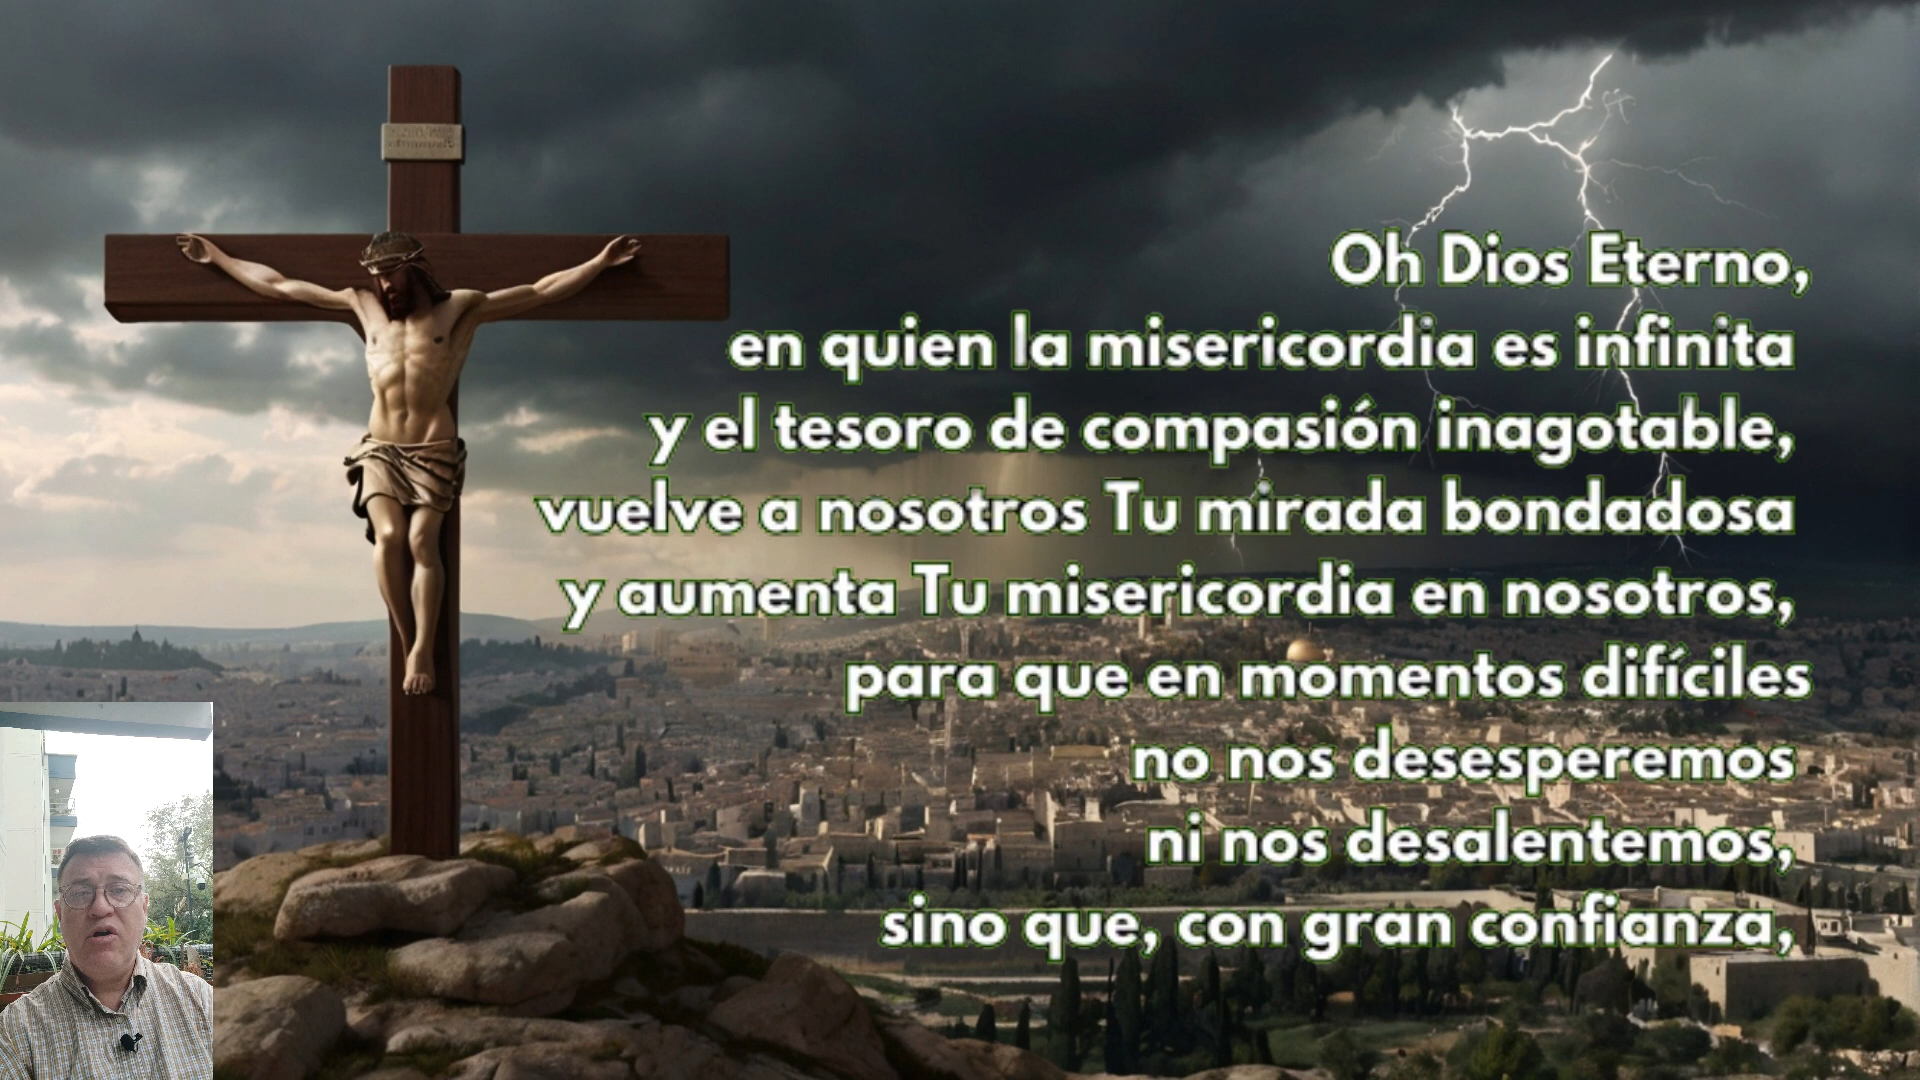 Oh Dios Eterno,
en quien la misericordia es infinita
y el tesoro de compasión inagotable,
vuelve a nosotros Tu mirada bondadosa
y aumenta Tu misericordia en nosotros,
para que en momentos difíciles
no nos desesperemos
ni nos desalentemos,
sino que, con gran confianza,